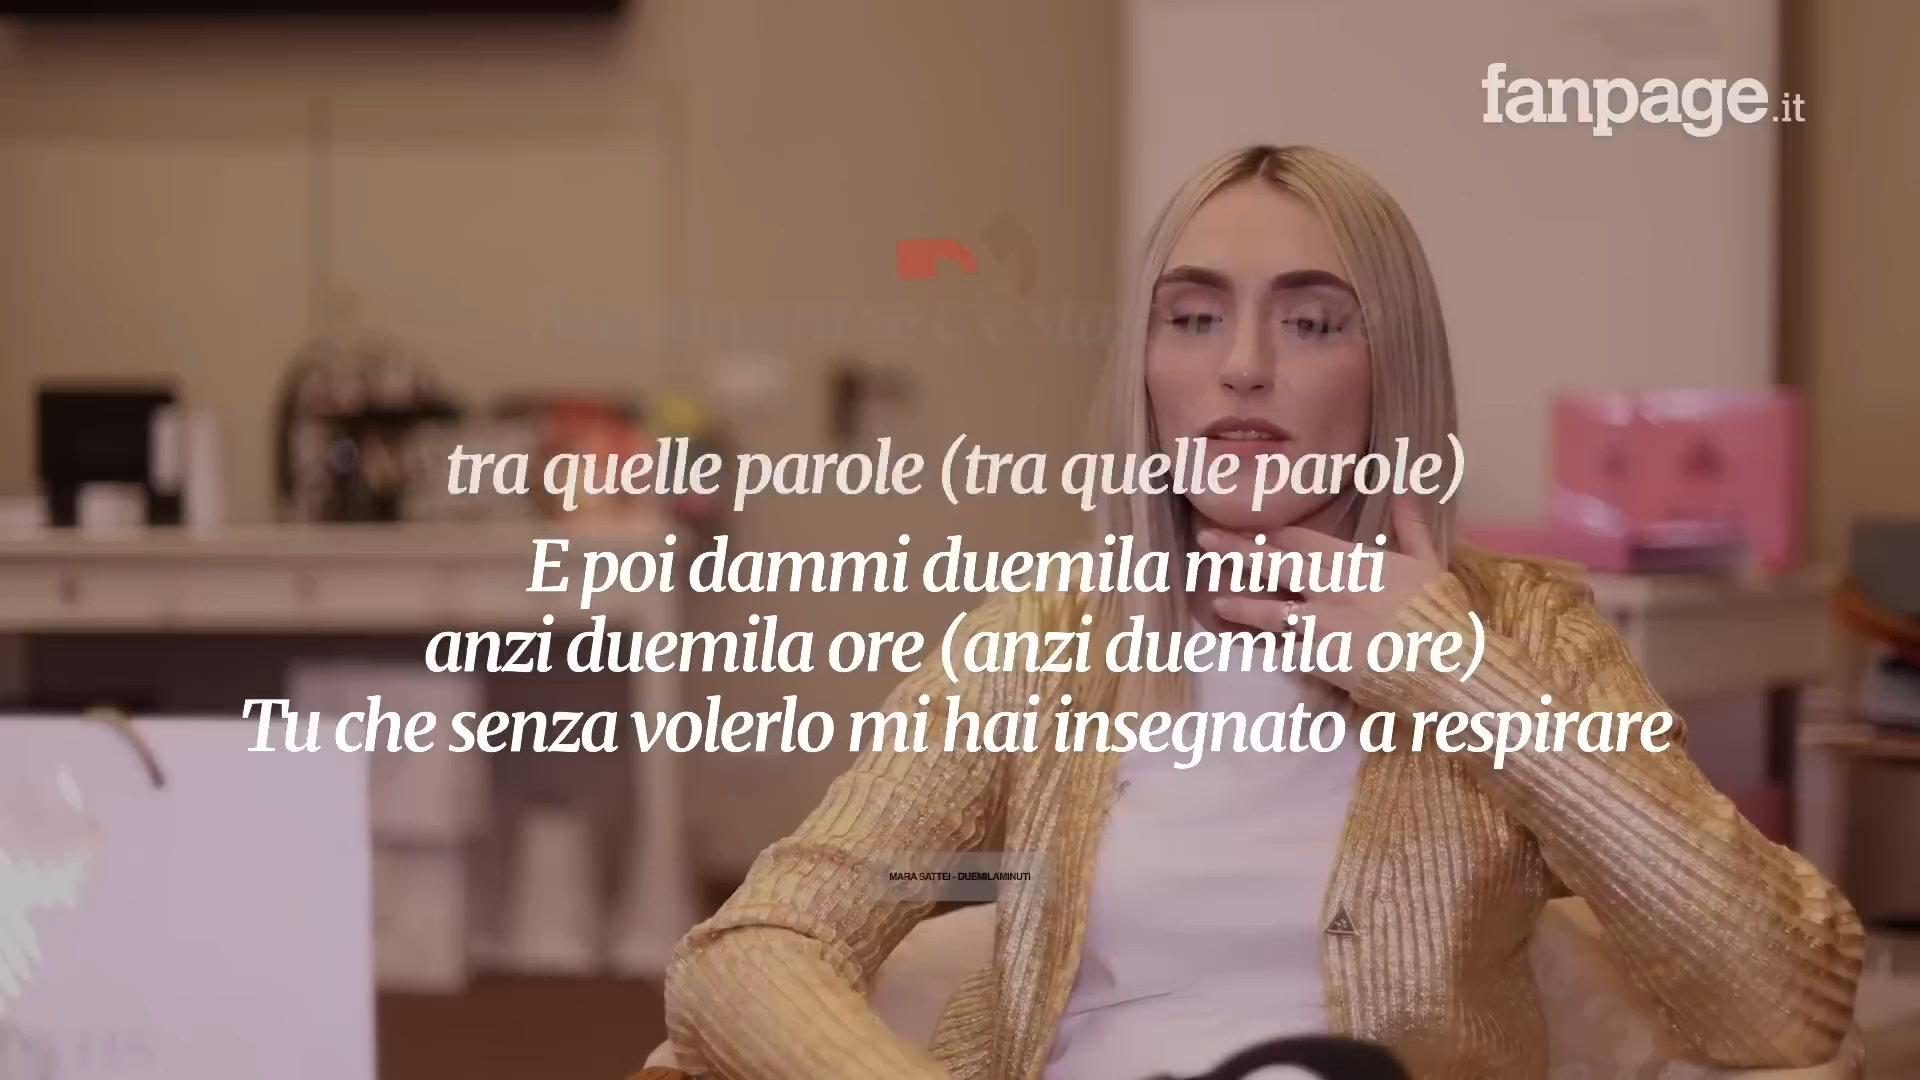 fanpage.it
tra quelle parole (tra quelle parole)
E poi dammi duemila minuti
anzi duemila ore (anzi duemila ore)
Tu che senza volerlo mi hai insegnato a respirare
MARA SATTEI - DUEMILAMINUTI